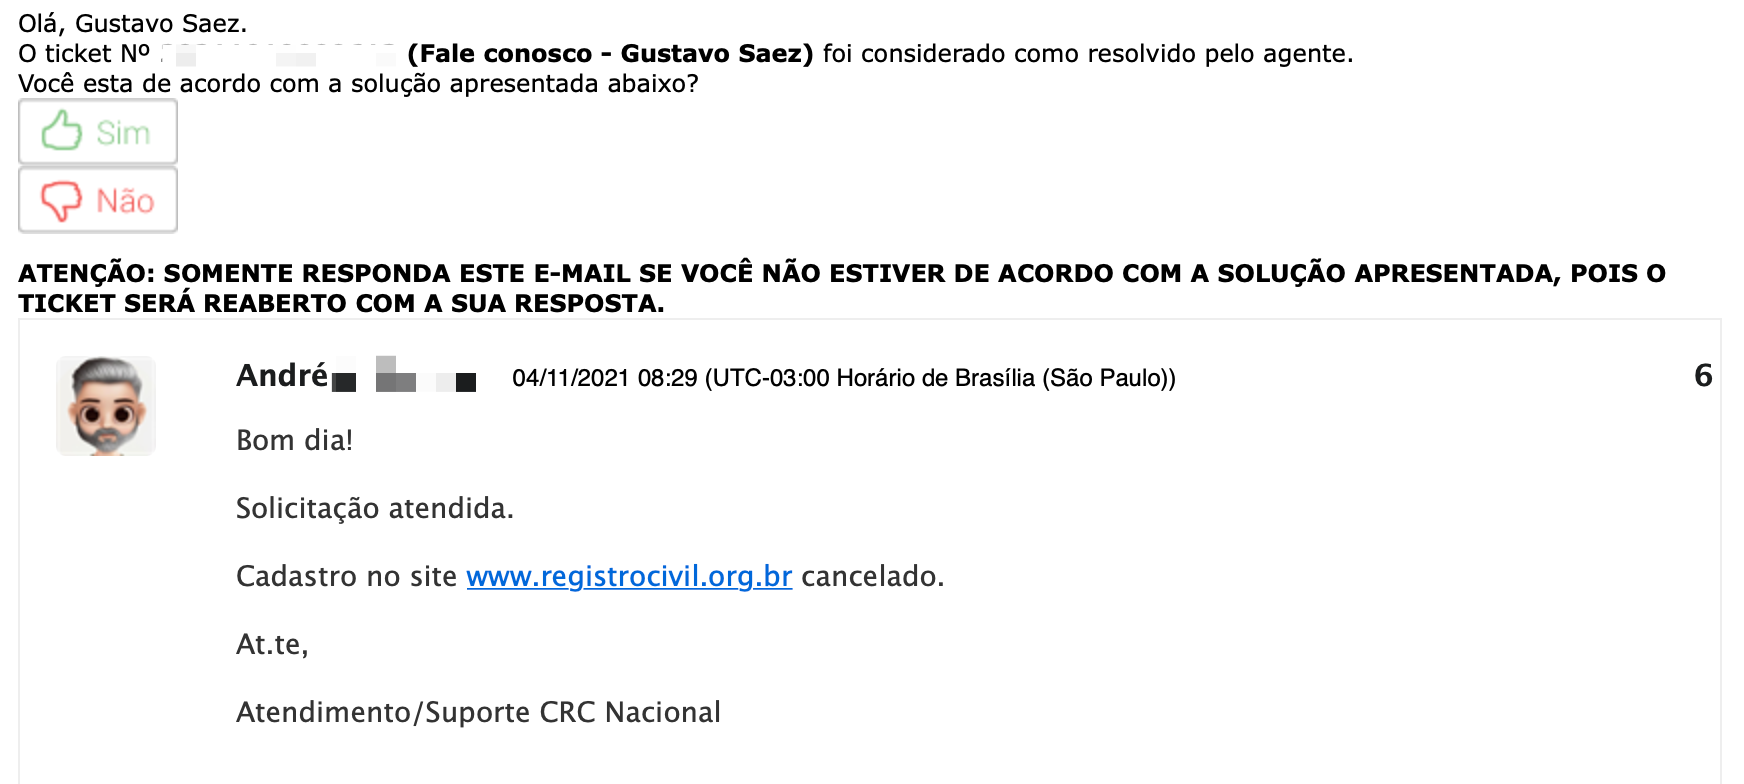 Olá, Gustavo Saez.
O ticket Nº (Fale conosco - Gustavo Saez) foi considerado como resolvido pelo agente.
Você esta de acordo com a solução apresentada abaixo?
Sim
Não
ATENÇÃO: SOMENTE RESPONDA ESTE E-MAIL SE VOCÊ NÃO ESTIVER DE ACORDO COM A SOLUÇÃO APRESENTADA, POIS O
TICKET SERÁ REABERTO COM A SUA RESPOSTA.
André 04/11/2021 08:29 (UTC-03:00 Horário de Brasília (São Paulo)) 6
Bom dia!
Solicitação atendida.
Cadastro no site www.registrocivil.org.br cancelado.
At.te,
Atendimento/Suporte CRC Nacional